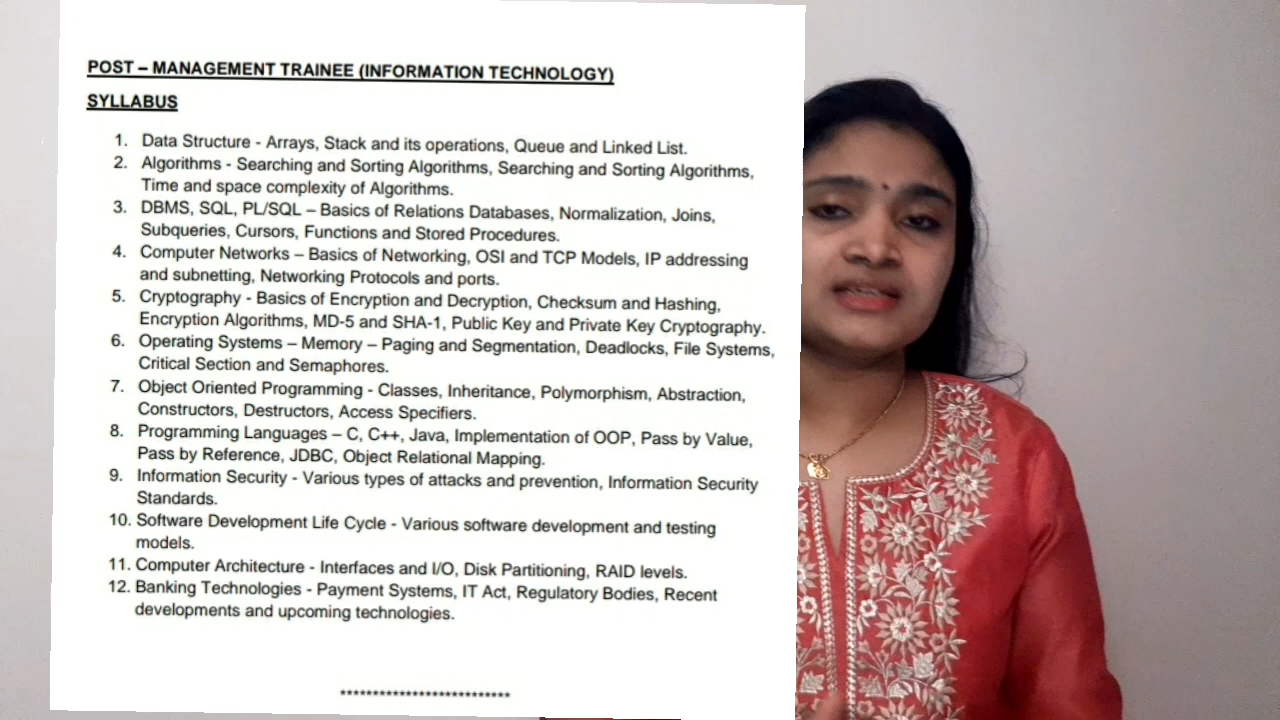 POST – MANAGEMENT TRAINEE (INFORMATION TECHNOLOGY)
SYLLABUS
1. Data Structure - Arrays, Stack and its operations, Queue and Linked List.
2. Algorithms - Searching and Sorting Algorithms, Searching and Sorting Algorithms,
Time and space complexity of Algorithms.
3. DBMS, SQL, PL/SQL – Basics of Relations Databases, Normalization, Joins,
Subqueries, Cursors, Functions and Stored Procedures.
4. Computer Networks – Basics of Networking, OSI and TCP Models, IP addressing
and subnetting, Networking Protocols and ports.
5. Cryptography - Basics of Encryption and Decryption, Checksum and Hashing,
Encryption Algorithms, MD-5 and SHA-1, Public Key and Private Key Cryptography.
6. Operating Systems – Memory – Paging and Segmentation, Deadlocks, File Systems,
Critical Section and Semaphores.
7. Object Oriented Programming - Classes, Inheritance, Polymorphism, Abstraction,
Constructors, Destructors, Access Specifiers.
8. Programming Languages – C, C++, Java, Implementation of OOP, Pass by Value,
Pass by Reference, JDBC, Object Relational Mapping.
9. Information Security - Various types of attacks and prevention, Information Security
Standards.
10. Software Development Life Cycle - Various software development and testing
models.
11. Computer Architecture - Interfaces and I/O, Disk Partitioning, RAID levels.
12. Banking Technologies - Payment Systems, IT Act, Regulatory Bodies, Recent
developments and upcoming technologies.
**************************